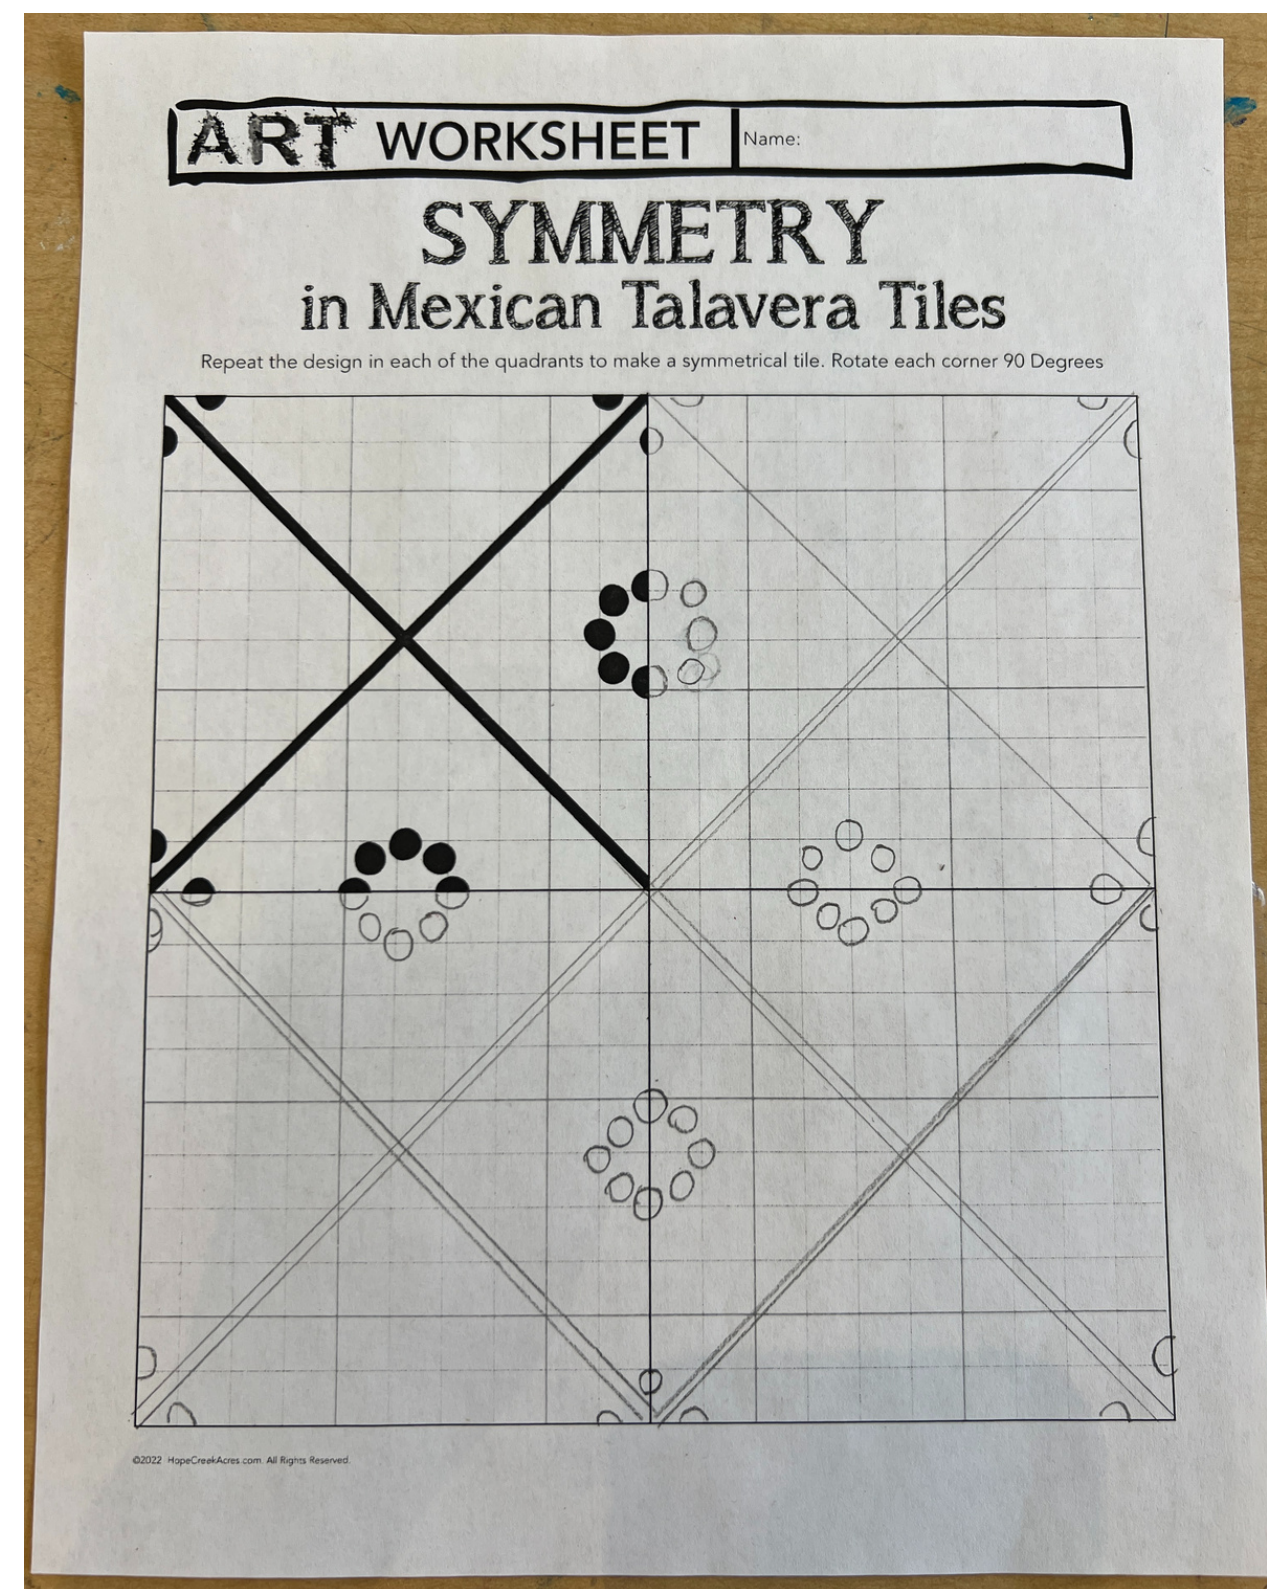 ART WORKSHEET Name:
SYMMETRY
in Mexican Talavera Tiles
Repeat the design in each of the quadrants to make a symmetrical tile. Rotate each corner 90 Degrees
©2022 HopeCreekAcres.com. All Rights Reserved.